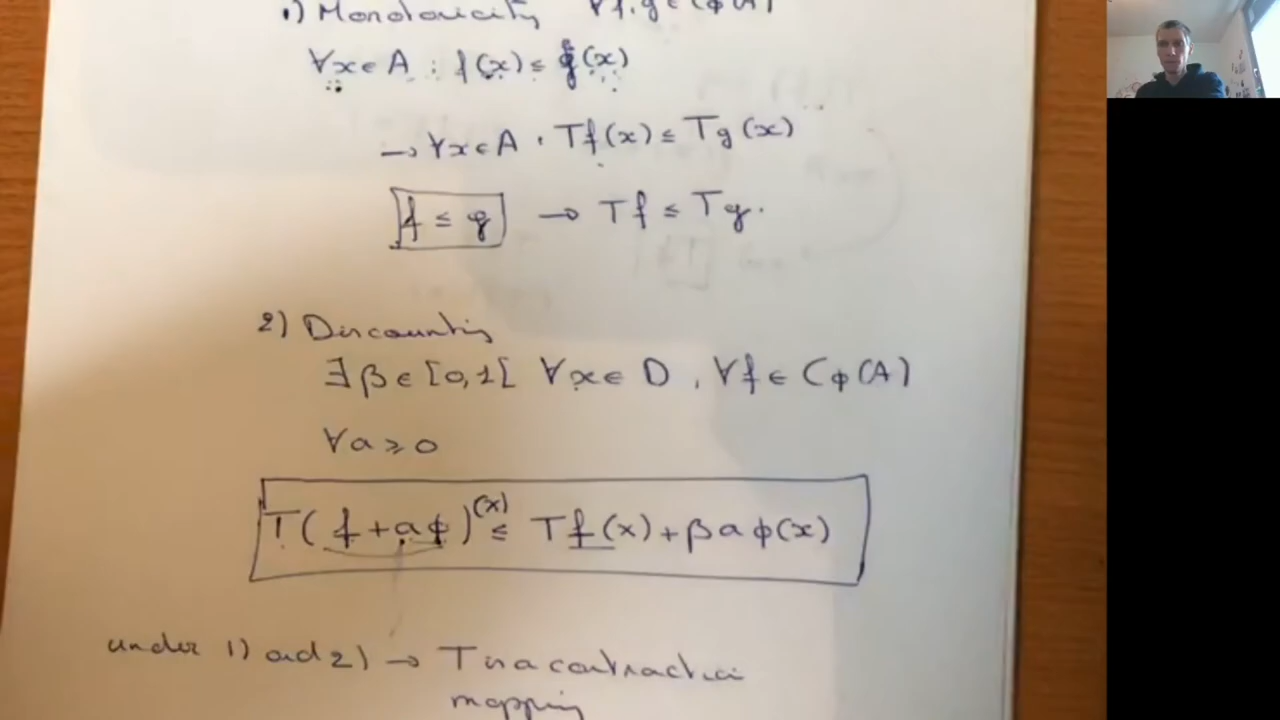 1) Monotonicity ∀f,g ∈ Cϕ(A)
∀x∈A : f(x) ≤ g(x)
→ ∀x∈A · Tf(x) ≤ Tg(x)
f ≤ g → Tf ≤ Tg.
2) Discounting
∃β∈[0,1[ ∀x∈D, ∀f∈Cϕ(A)
∀a⩾0
T(f+aϕ)(x) ≤ Tf(x)+βaϕ(x)
under 1) and 2) → T is a contraction
mapping